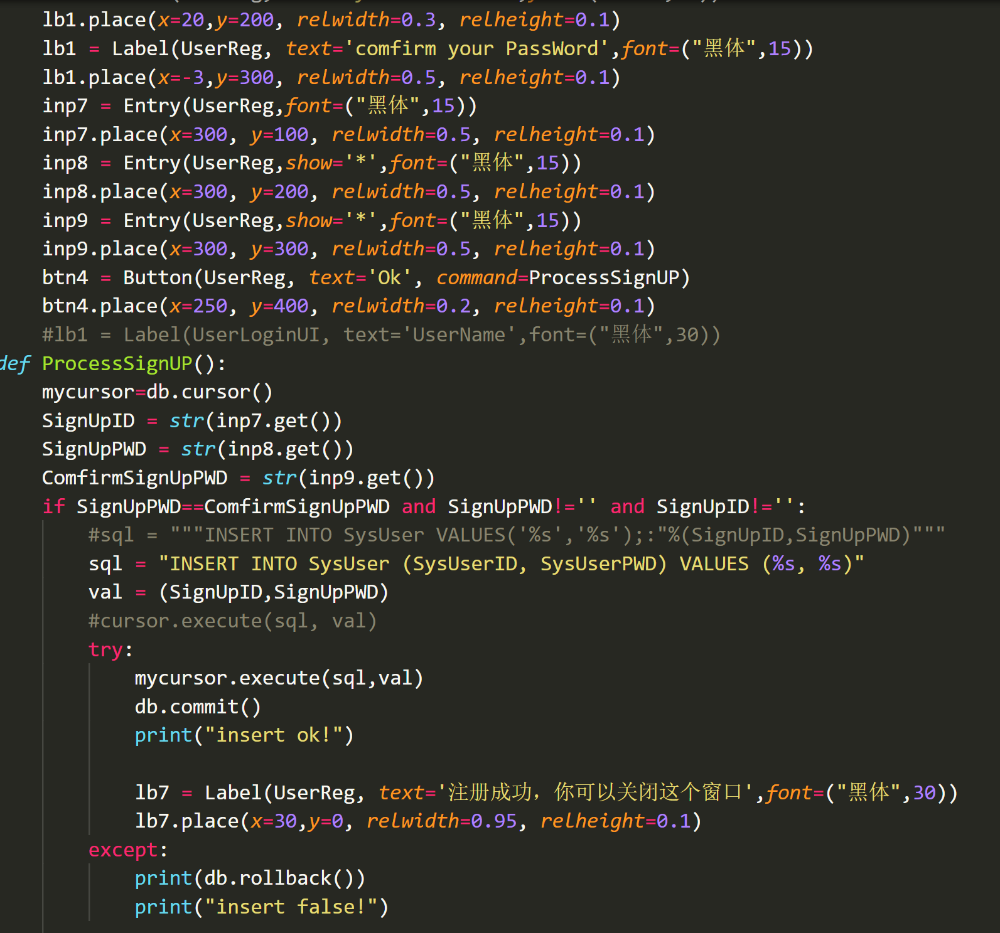 lb1.place(x=20,y=200, relwidth=0.3, relheight=0.1)
lb1 = Label(UserReg, text='comfirm your PassWord',font=("黑体",15))
lb1.place(x=-3,y=300, relwidth=0.5, relheight=0.1)
inp7 = Entry(UserReg,font=("黑体",15))
inp7.place(x=300, y=100, relwidth=0.5, relheight=0.1)
inp8 = Entry(UserReg,show='*',font=("黑体",15))
inp8.place(x=300, y=200, relwidth=0.5, relheight=0.1)
inp9 = Entry(UserReg,show='*',font=("黑体",15))
inp9.place(x=300, y=300, relwidth=0.5, relheight=0.1)
btn4 = Button(UserReg, text='Ok', command=ProcessSignUP)
btn4.place(x=250, y=400, relwidth=0.2, relheight=0.1)
#lb1 = Label(UserLoginUI, text='UserName',font=("黑体",30))
def ProcessSignUP():
mycursor=db.cursor()
SignUpID = str(inp7.get())
SignUpPWD = str(inp8.get())
ComfirmSignUpPWD = str(inp9.get())
if SignUpPWD==ComfirmSignUpPWD and SignUpPWD!='' and SignUpID!='':
#sql = """INSERT INTO SysUser VALUES('%s','%s');:"%(SignUpID,SignUpPWD)"""
sql = "INSERT INTO SysUser (SysUserID, SysUserPWD) VALUES (%s, %s)"
val = (SignUpID,SignUpPWD)
#cursor.execute(sql, val)
try:
mycursor.execute(sql,val)
db.commit()
print("insert ok!")
lb7 = Label(UserReg, text='注册成功，你可以关闭这个窗口',font=("黑体",30))
lb7.place(x=30,y=0, relwidth=0.95, relheight=0.1)
except:
print(db.rollback())
print("insert false!")